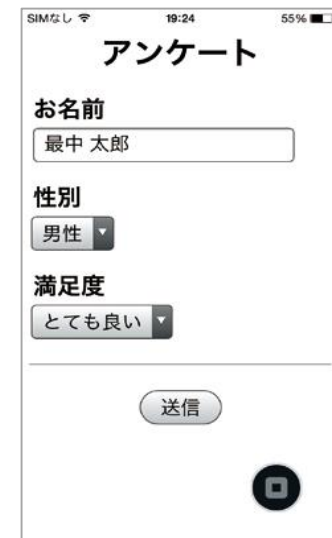 SIMなし 19:24 55%
アンケート
お名前
最中 太郎
性別
男性
満足度
とても良い
送信